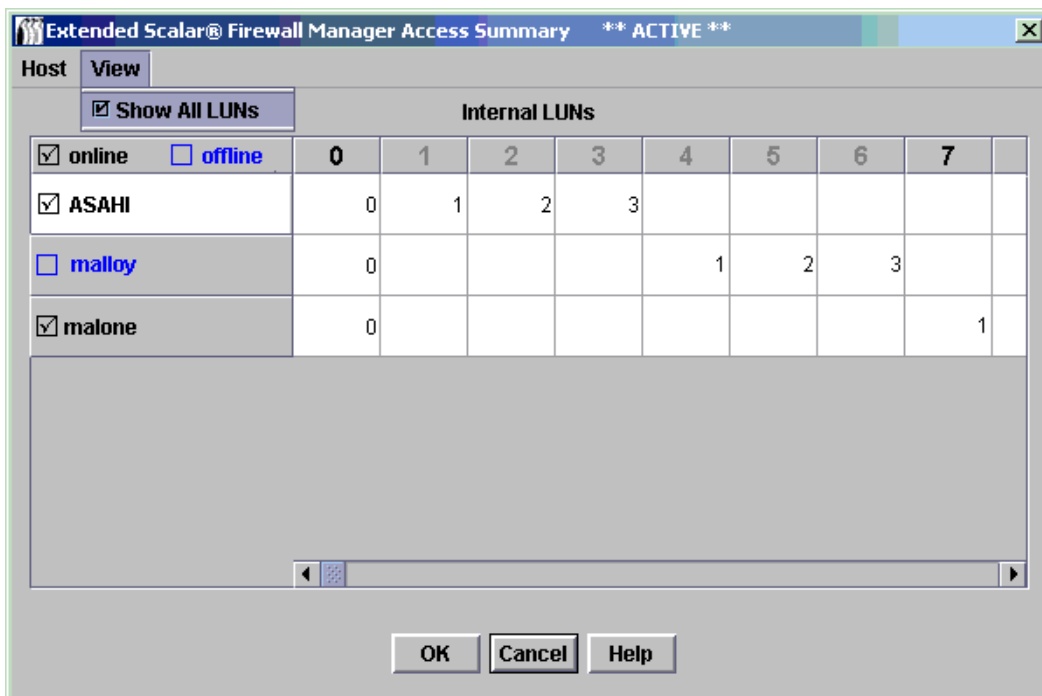 Extended Scalar® Firewall Manager Access Summary ** ACTIVE **
Host View
Show All LUNs
Internal LUNs
online offline 0 1 2 3 4 5 6 7
ASAHI 0 1 2 3
malloy 0 1 2 3
malone 0 1
OK Cancel Help